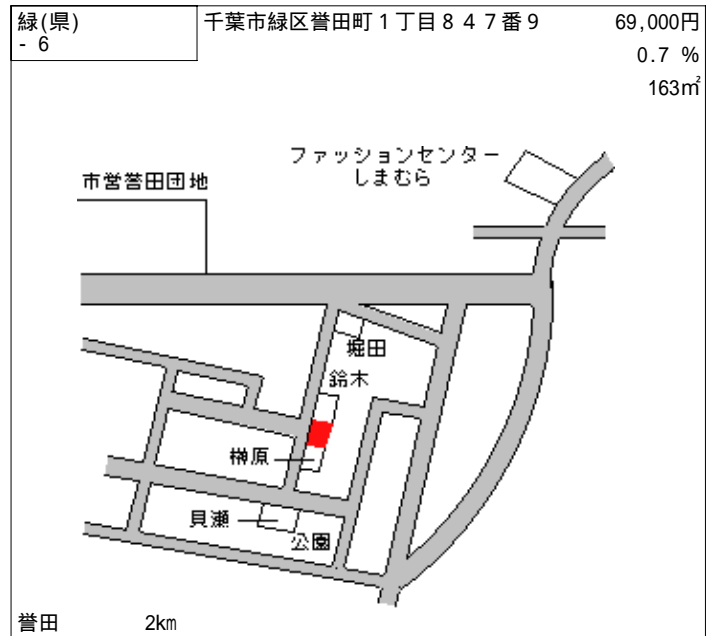 緑(県)
- 6
千葉市緑区誉田町１丁目８４７番９
69,000円
0.7 %
163㎡
ファッションセンター
しまむら
市営誉田団地
堀田
鈴木
榊原
貝瀬
公園
誉田 2km